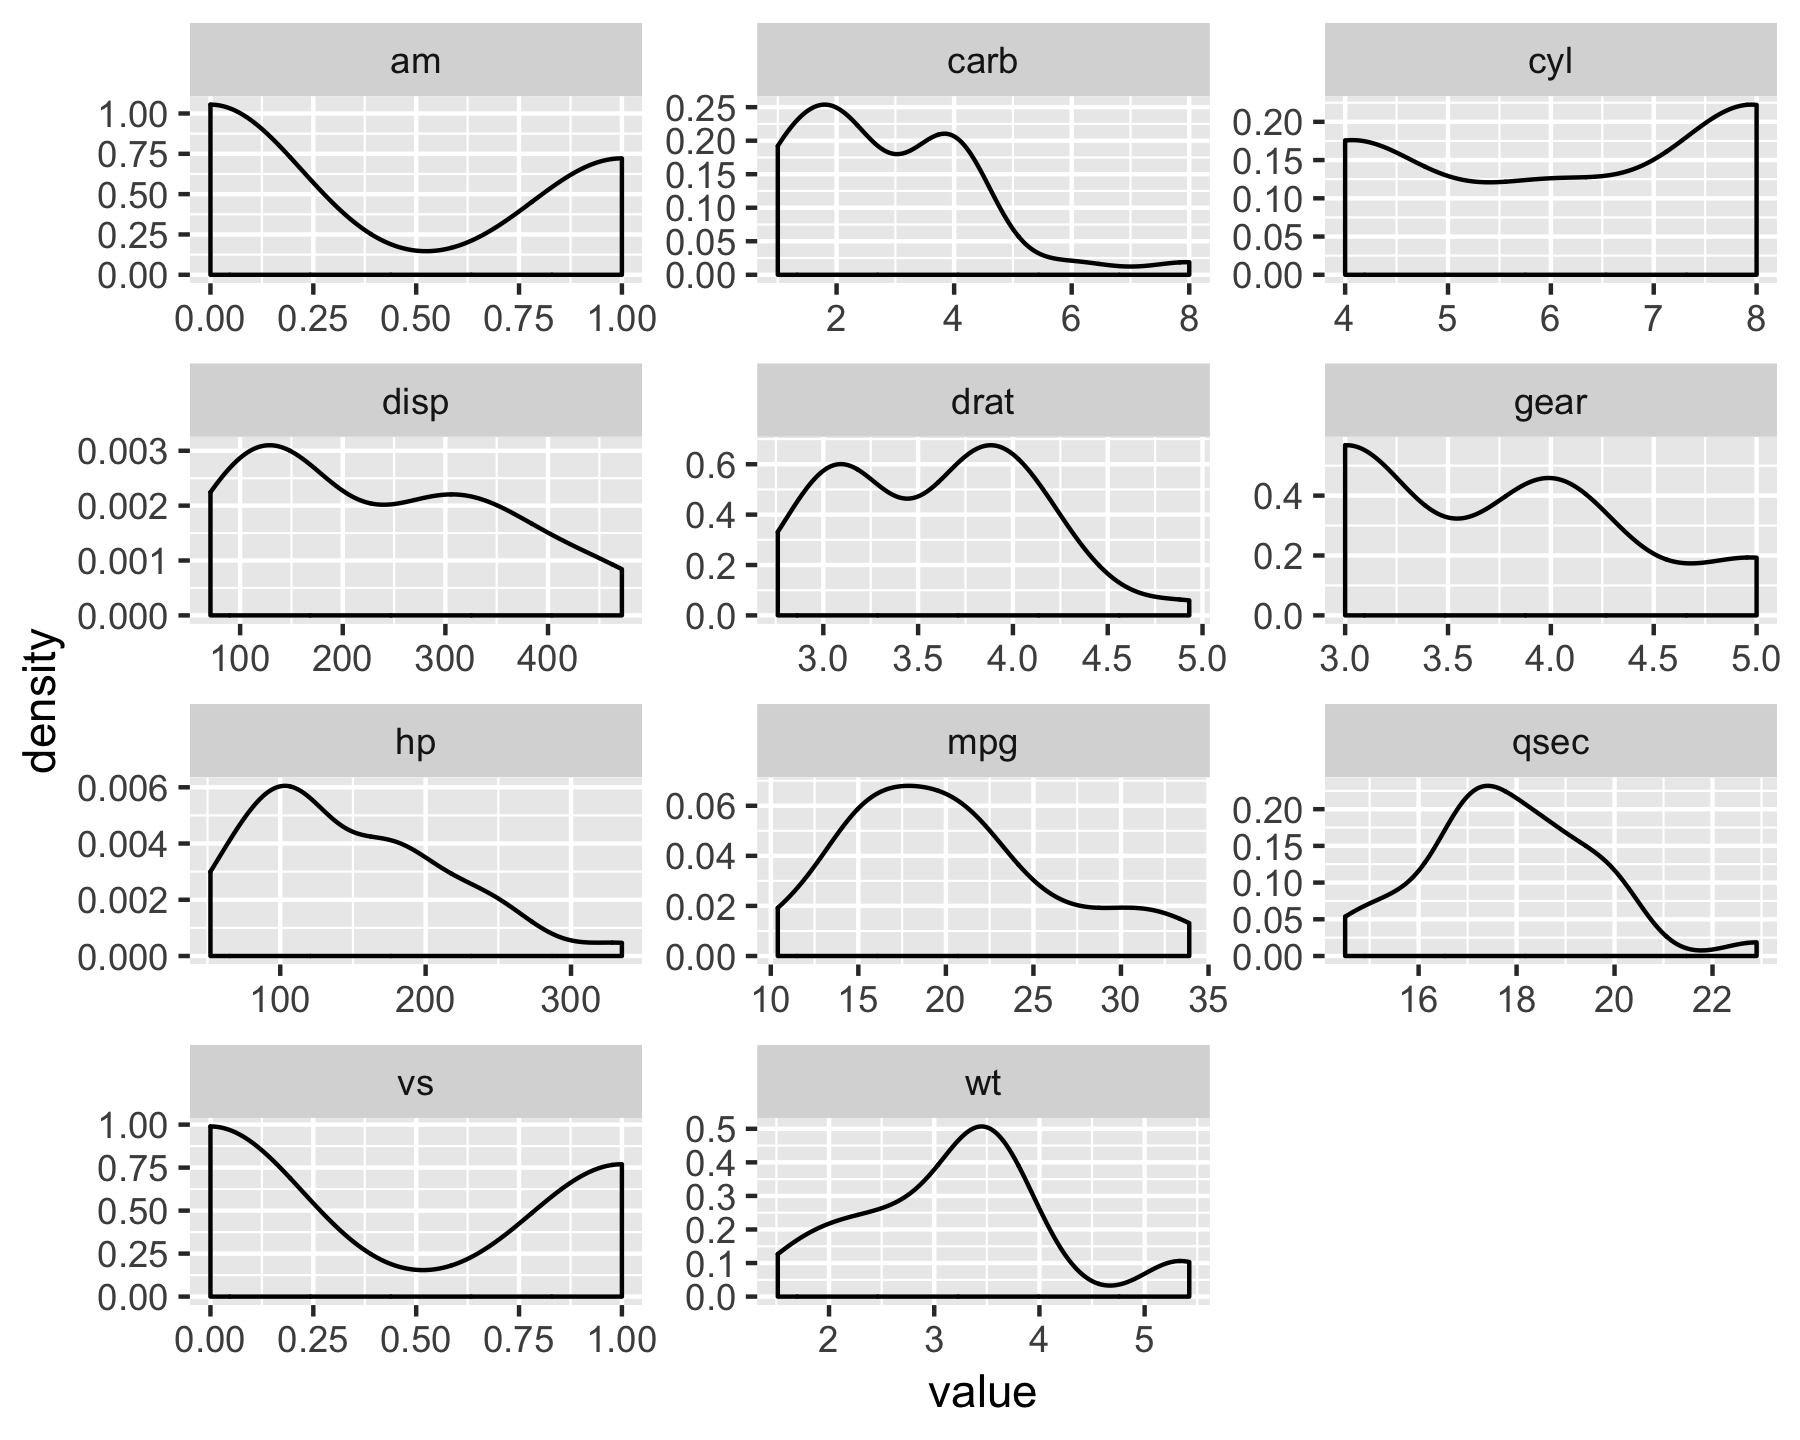 am
carb
cyl
1.00
0.75
0.50
0.25
0.00
0.00 0.25 0.50 0.75 1.00
0.25
0.20
0.15
0.10
0.05
0.00
2 4 6 8
0.20
0.15
0.10
0.05
0.00
4 5 6 7 8
disp
drat
gear
0.003
0.002
0.001
0.000
100 200 300 400
0.6
0.4
0.2
0.0
3.0 3.5 4.0 4.5 5.0
0.4
0.2
0.0
3.0 3.5 4.0 4.5 5.0
density
hp
mpg
qsec
0.006
0.004
0.002
0.000
100 200 300
0.06
0.04
0.02
0.00
10 15 20 25 30 35
0.20
0.15
0.10
0.05
0.00
16 18 20 22
vs
wt
1.00
0.75
0.50
0.25
0.00
0.00 0.25 0.50 0.75 1.00
0.5
0.4
0.3
0.2
0.1
0.0
2 3 4 5
value